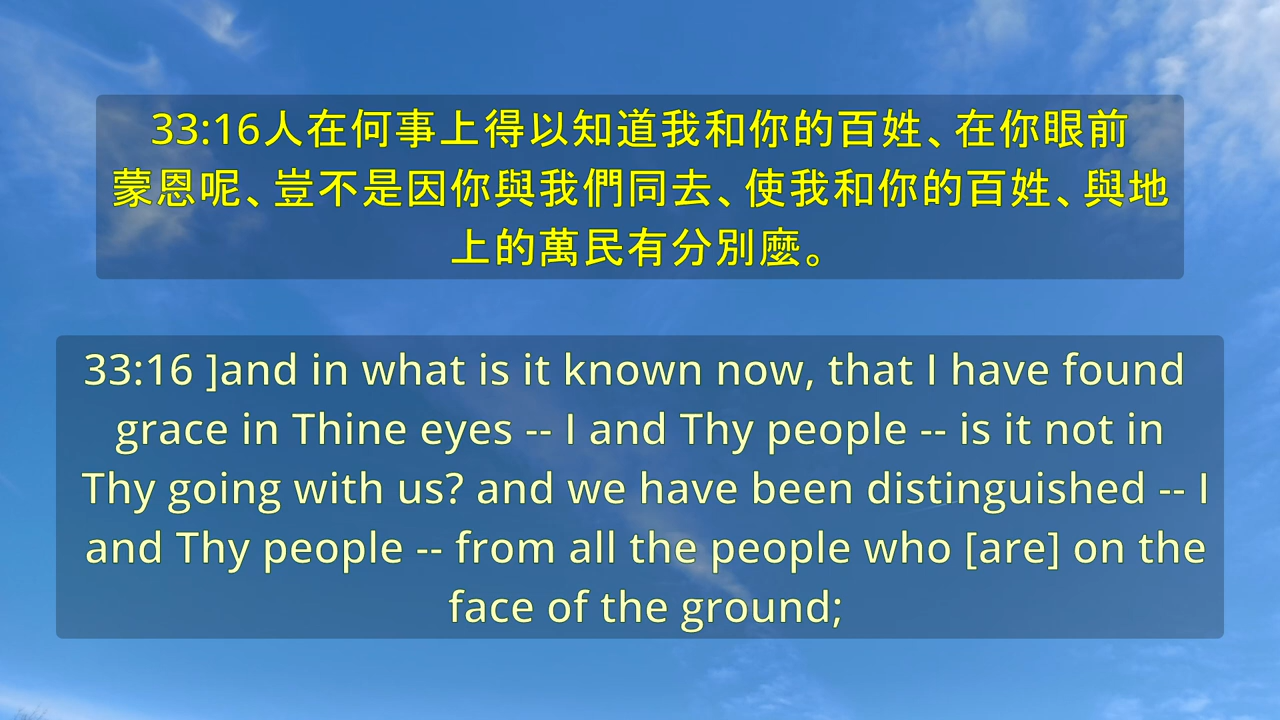 33:16人在何事上得以知道我和你的百姓、在你眼前
蒙恩呢、豈不是因你與我們同去、使我和你的百姓、與地
上的萬民有分別麼。
33:16 ]and in what is it known now, that I have found
grace in Thine eyes -- I and Thy people -- is it not in
Thy going with us? and we have been distinguished -- I
and Thy people -- from all the people who [are] on the
face of the ground;